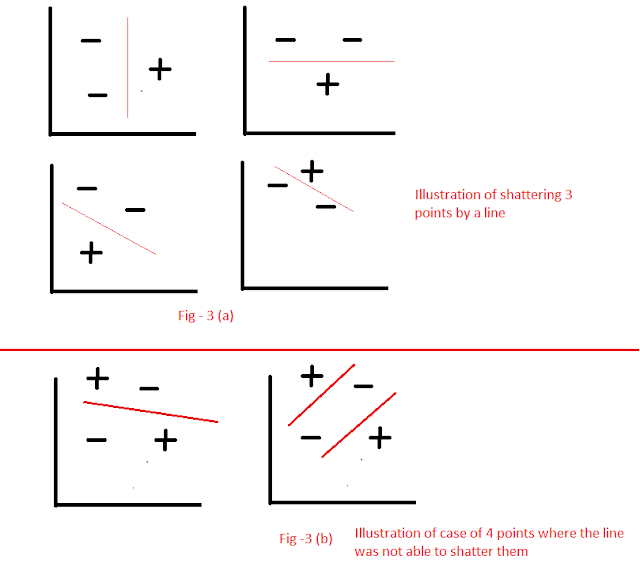 Illustration of shattering 3
points by a line
Fig - 3 (a)
Fig -3 (b)
Illustration of case of 4 points where the line
was not able to shatter them